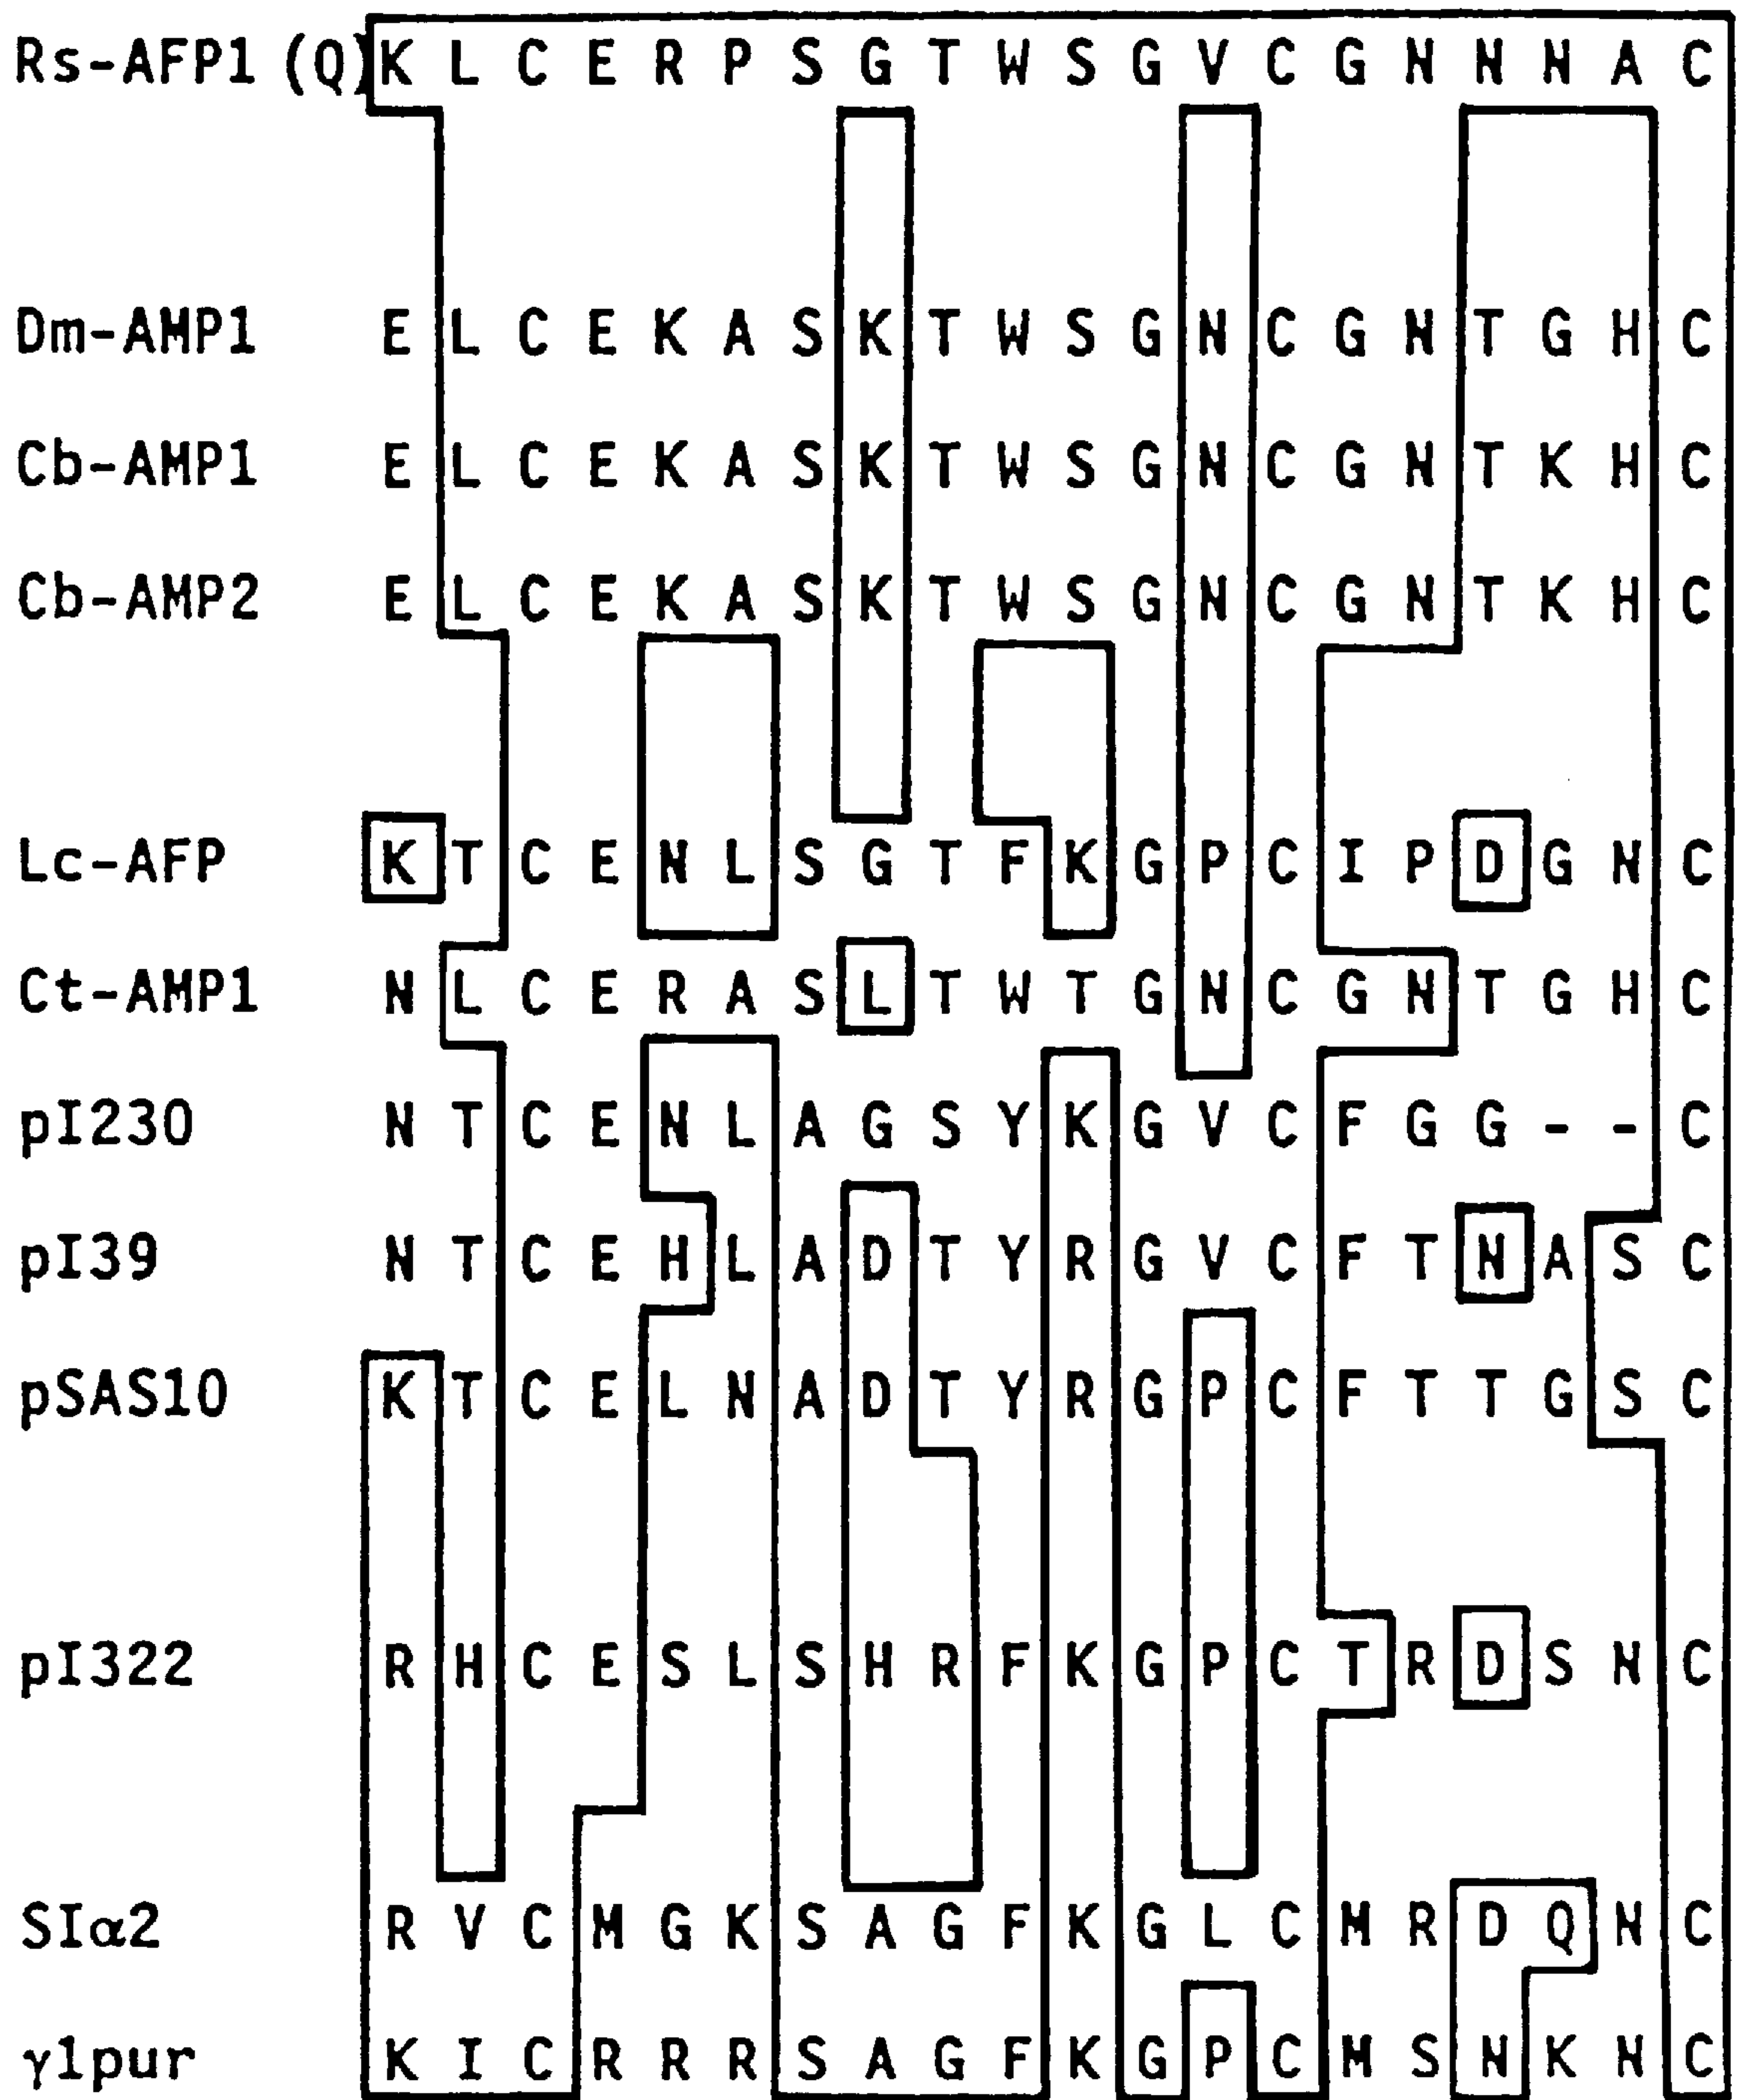 Rs-AFP1 (Q) K L C E R P S G T W S G V C G N N N A C
Dm-AMP1 E L C E K A S K T W S G N C G N T G H C
Cb-AMP1 E L C E K A S K T W S G N C G N T K H C
Cb-AMP2 E L C E K A S K T W S G N C G N T K H C
Lc-AFP K T C E N L S G T F K G P C I P D G N C
Ct-AMP1 N L C E R A S L T W T G N C G N T G H C
pI230 N T C E N L A G S Y K G V C F G G - - C
pI39 N T C E H L A D T Y R G V C F T N A S C
pSAS10 K T C E L N A D T Y R G P C F T T G S C
pI322 R H C E S L S H R F K G P C T R D S N C
SIα2 R V C M G K S A G F K G L C M R D Q N C
γ1pur K I C R R R S A G F K G P C M S N K N C